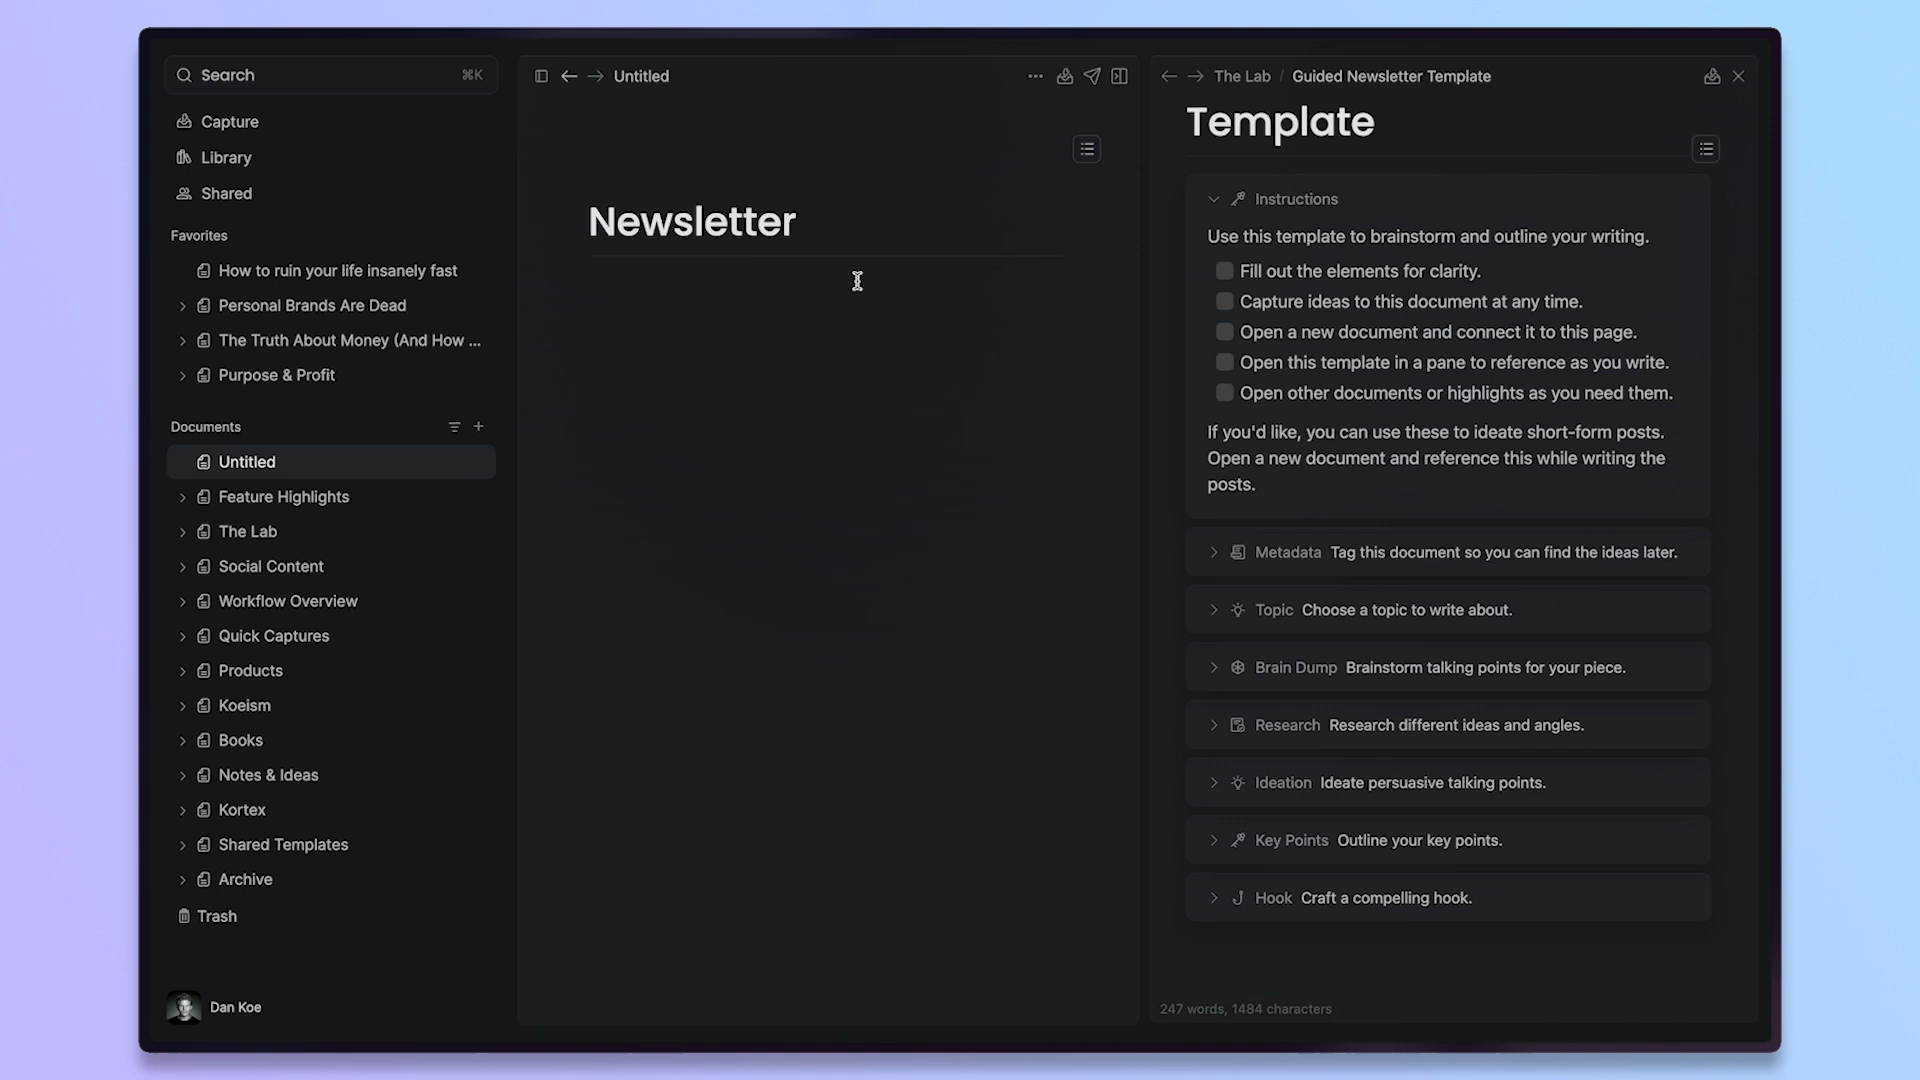 Search ⌘K
Capture
Library
Shared
Favorites
How to ruin your life insanely fast
Personal Brands Are Dead
The Truth About Money (And How ...
Purpose & Profit
Documents
Untitled
Feature Highlights
The Lab
Social Content
Workflow Overview
Quick Captures
Products
Koeism
Books
Notes & Ideas
Kortex
Shared Templates
Archive
Trash
Dan Koe
Untitled
Newsletter
The Lab / Guided Newsletter Template
Template
Instructions
Use this template to brainstorm and outline your writing.
Fill out the elements for clarity.
Capture ideas to this document at any time.
Open a new document and connect it to this page.
Open this template in a pane to reference as you write.
Open other documents or highlights as you need them.
If you'd like, you can use these to ideate short-form posts.
Open a new document and reference this while writing the
posts.
Metadata Tag this document so you can find the ideas later.
Topic Choose a topic to write about.
Brain Dump Brainstorm talking points for your piece.
Research Research different ideas and angles.
Ideation Ideate persuasive talking points.
Key Points Outline your key points.
Hook Craft a compelling hook.
247 words, 1484 characters